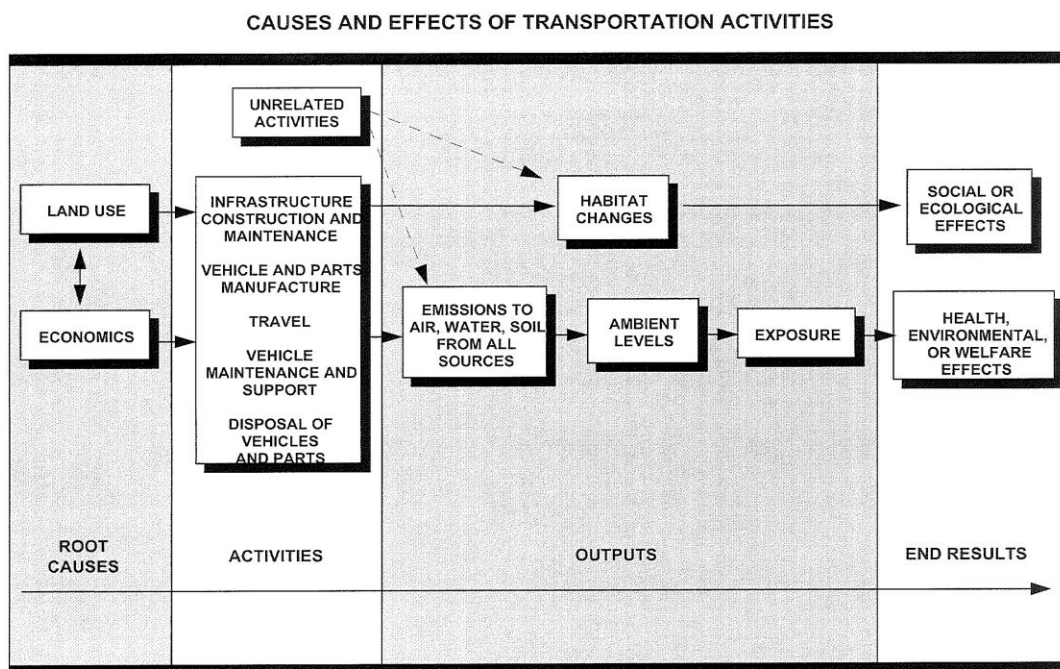 CAUSES AND EFFECTS OF TRANSPORTATION ACTIVITIES
UNRELATED
ACTIVITIES
LAND USE
ECONOMICS
INFRASTRUCTURE
CONSTRUCTION AND
MAINTENANCE
VEHICLE AND PARTS
MANUFACTURE
TRAVEL
VEHICLE
MAINTENANCE AND
SUPPORT
DISPOSAL OF
VEHICLES
AND PARTS
HABITAT
CHANGES
SOCIAL OR
ECOLOGICAL
EFFECTS
EMISSIONS TO
AIR, WATER, SOIL
FROM ALL
SOURCES
AMBIENT
LEVELS
EXPOSURE
HEALTH,
ENVIRONMENTAL,
OR WELFARE
EFFECTS
ROOT
CAUSES
ACTIVITIES
OUTPUTS
END RESULTS